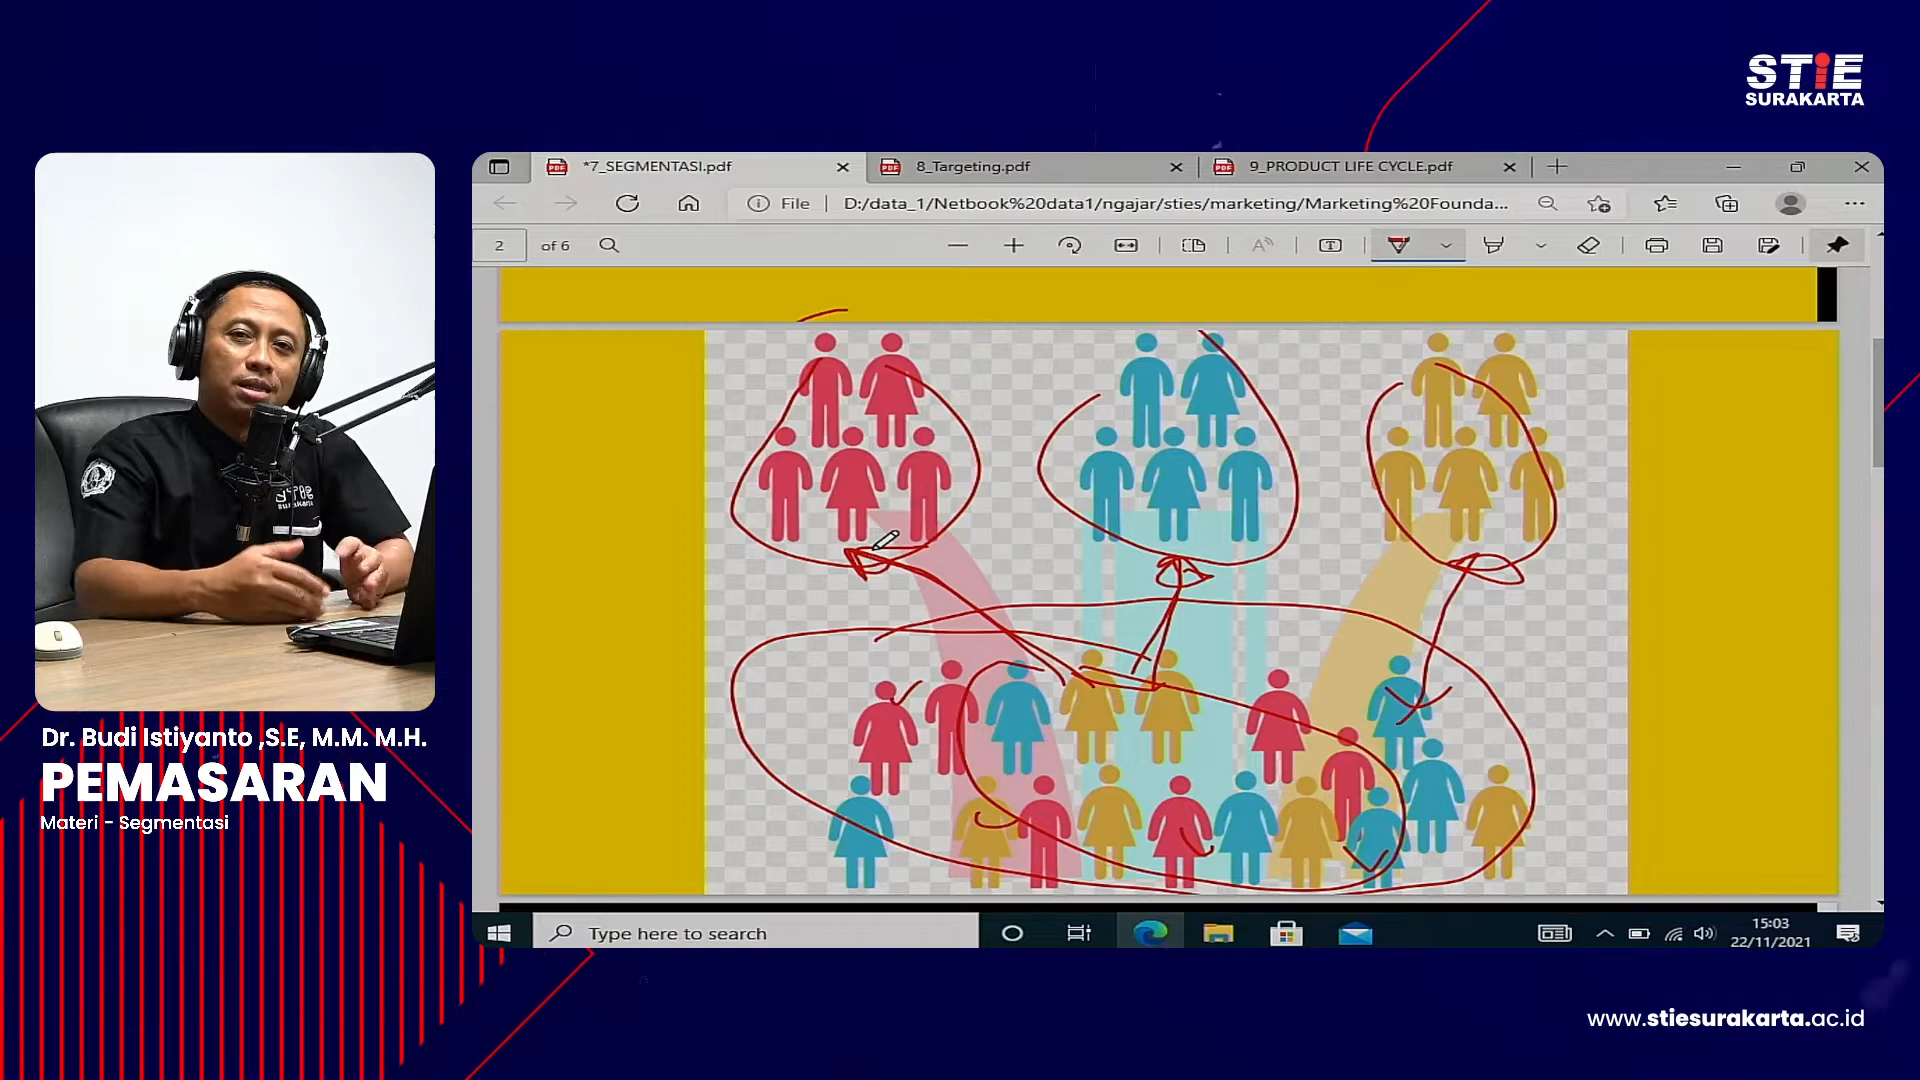 STiE
SURAKARTA
*7_SEGMENTASI.pdf
8_Targeting.pdf
9_PRODUCT LIFE CYCLE.pdf
File
D:/data_1/Netbook%20data1/ngajar/sties/marketing/Marketing%20Founda...
2
of 6
Dr. Budi Istiyanto ,S.E, M.M. M.H.
PEMASARAN
Materi - Segmentasi
Type here to search
15:03
22/11/2021
www.stiesurakarta.ac.id